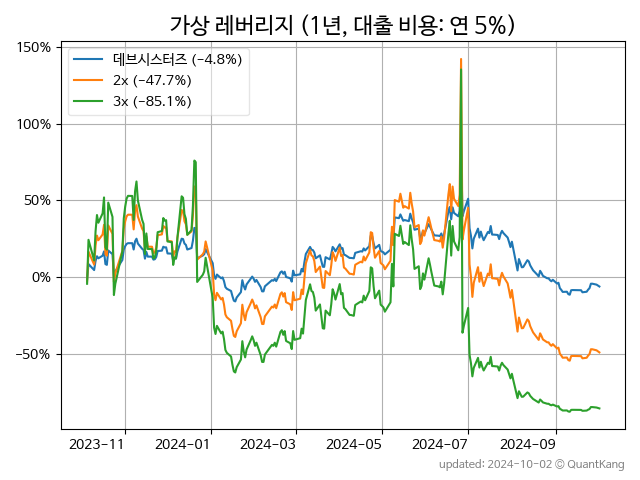 가상 레버리지 (1년, 대출 비용: 연 5%)
150%
100%
50%
0%
−50%
데브시스터즈 (−4.8%)
2x (−47.7%)
3x (−85.1%)
2023−11 2024−01 2024−03 2024−05 2024−07 2024−09
updated: 2024-10-02 © QuantKang